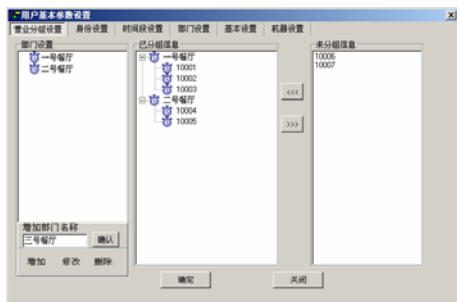 用户基本参数设置
营业分组设置 身份设置 时间段设置 部门设置 基本设置 机器设置
部门设置
一号餐厅
二号餐厅
增加部门名称
三号餐厅 确认
增加 修改 删除
已分组信息
一号餐厅
10001
10002
10003
二号餐厅
10004
10005
<<<
>>>
未分组信息
10006
10007
确定 关闭